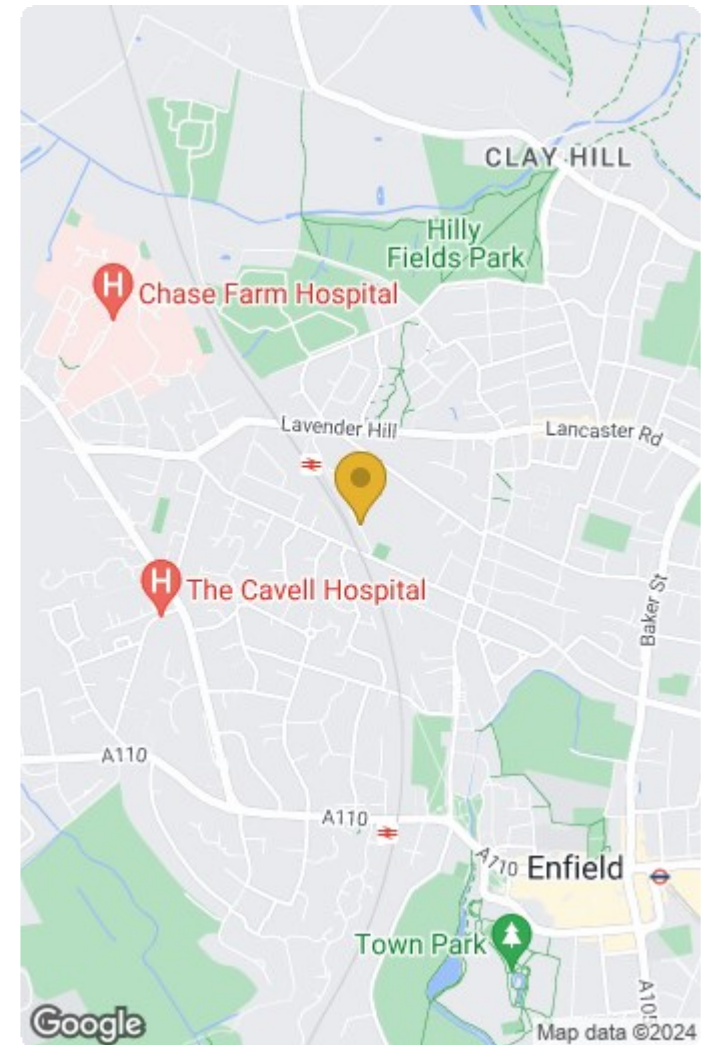 CLAY HILL
Hilly
Fields Park
H
Chase Farm Hospital
Lavender Hill
Lancaster Rd
H
The Cavell Hospital
Baker St
A110
A110
A110
Enfield
Town Park
A105
Google
Map data ©2024